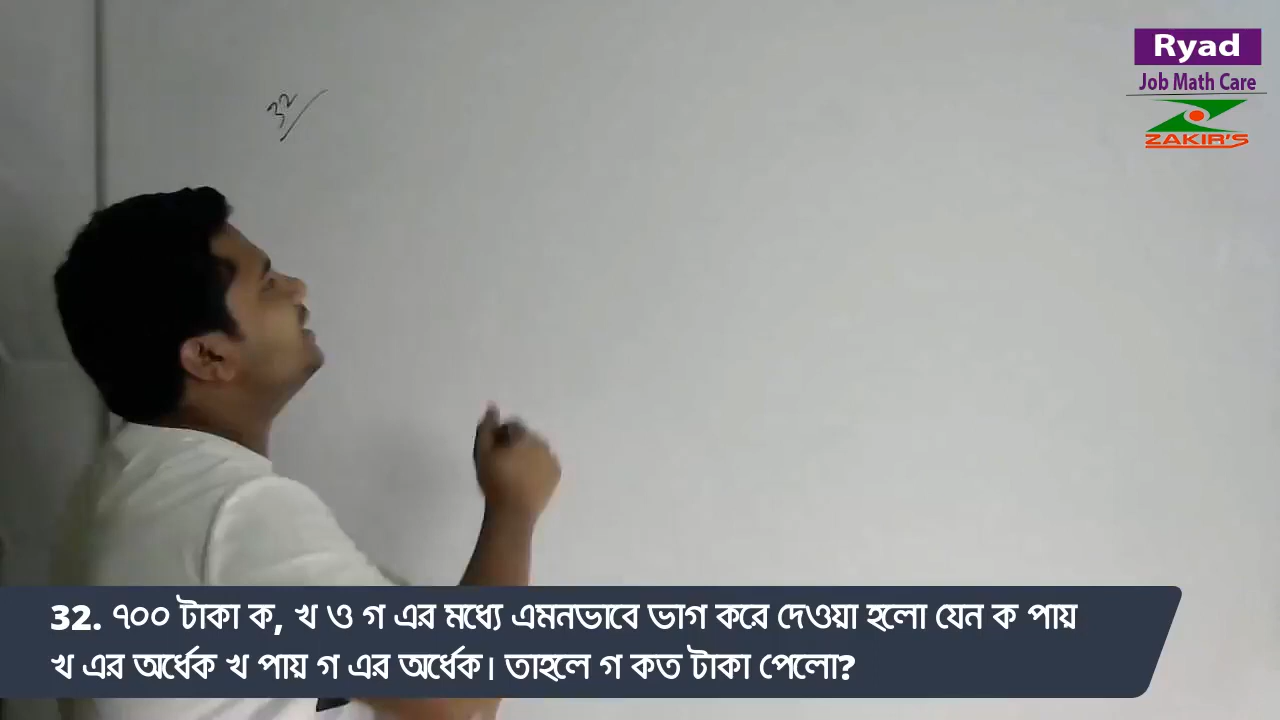 Ryad
Job Math Care
ZAKIR'S
32
32. ৭০০ টাকা ক, খ ও গ এর মধ্যে এমনভাবে ভাগ করে দেওয়া হলো যেন ক পায়
খ এর অর্ধেক খ পায় গ এর অর্ধেক। তাহলে গ কত টাকা পেলো?